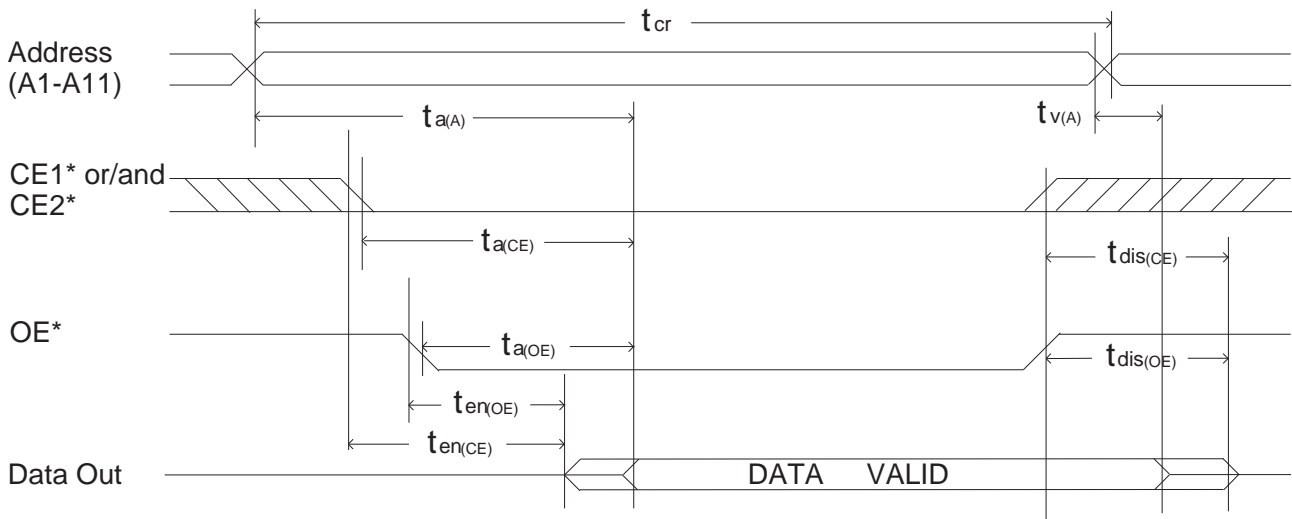 tcr
Address
(A1-A11)
ta(A)
tv(A)
CE1* or/and
CE2*
ta(CE)
tdis(CE)
OE*
ta(OE)
tdis(OE)
ten(OE)
ten(CE)
Data Out
DATA VALID